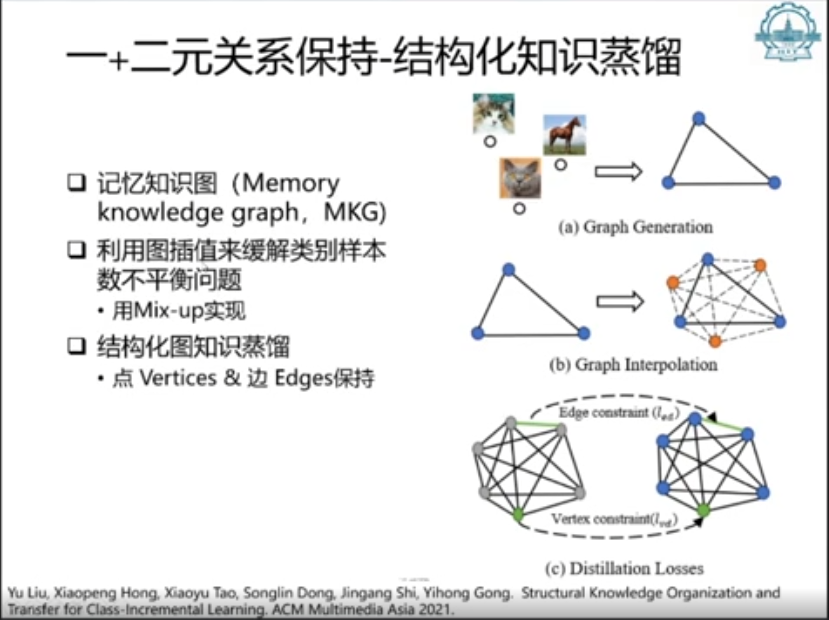 一+二元关系保持-结构化知识蒸馏
记忆知识图（Memory
knowledge graph，MKG)
利用图插值来缓解类别样本
数不平衡问题
• 用Mix-up实现
结构化图知识蒸馏
• 点 Vertices & 边 Edges保持
(a) Graph Generation
(b) Graph Interpolation
Edge constraint (l_ed)
Vertex constraint(l_vd)
(c) Distillation Losses
Yu Liu, Xiaopeng Hong, Xiaoyu Tao, Songlin Dong, Jingang Shi, Yihong Gong. Structural Knowledge Organization and
Transfer for Class-Incremental Learning. ACM Multimedia Asia 2021.